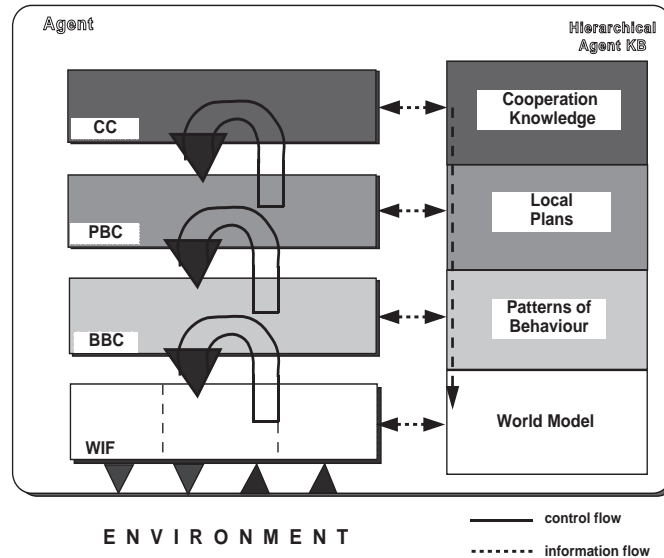 Agent
Hierarchical
Agent KB
CC
Cooperation
Knowledge
PBC
Local
Plans
BBC
Patterns of
Behaviour
WIF
World Model
E N V I R O N M E N T
control flow
information flow